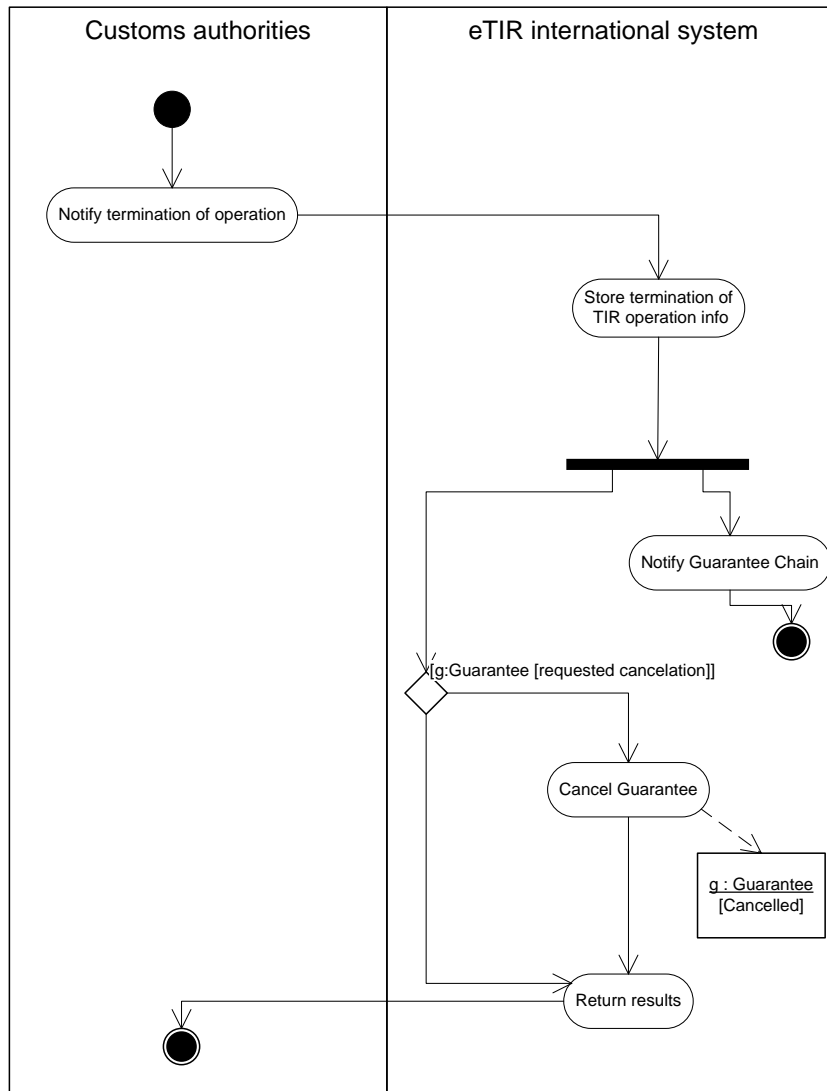 Customs authorities
eTIR international system
Notify termination of operation
Store termination of
TIR operation info
Notify Guarantee Chain
[g:Guarantee [requested cancelation]]
Cancel Guarantee
g : Guarantee
[Cancelled]
Return results